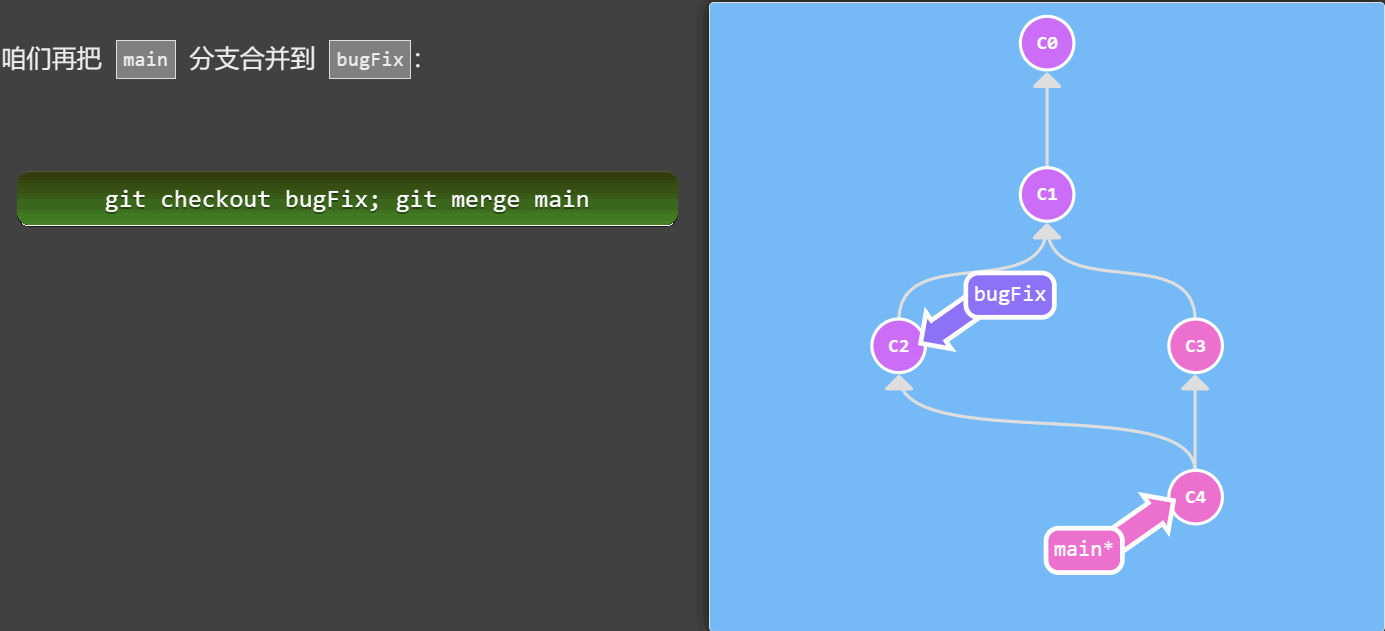 咱们再把 main 分支合并到 bugFix：
git checkout bugFix; git merge main
C0
C1
bugFix
C2
C3
C4
main*